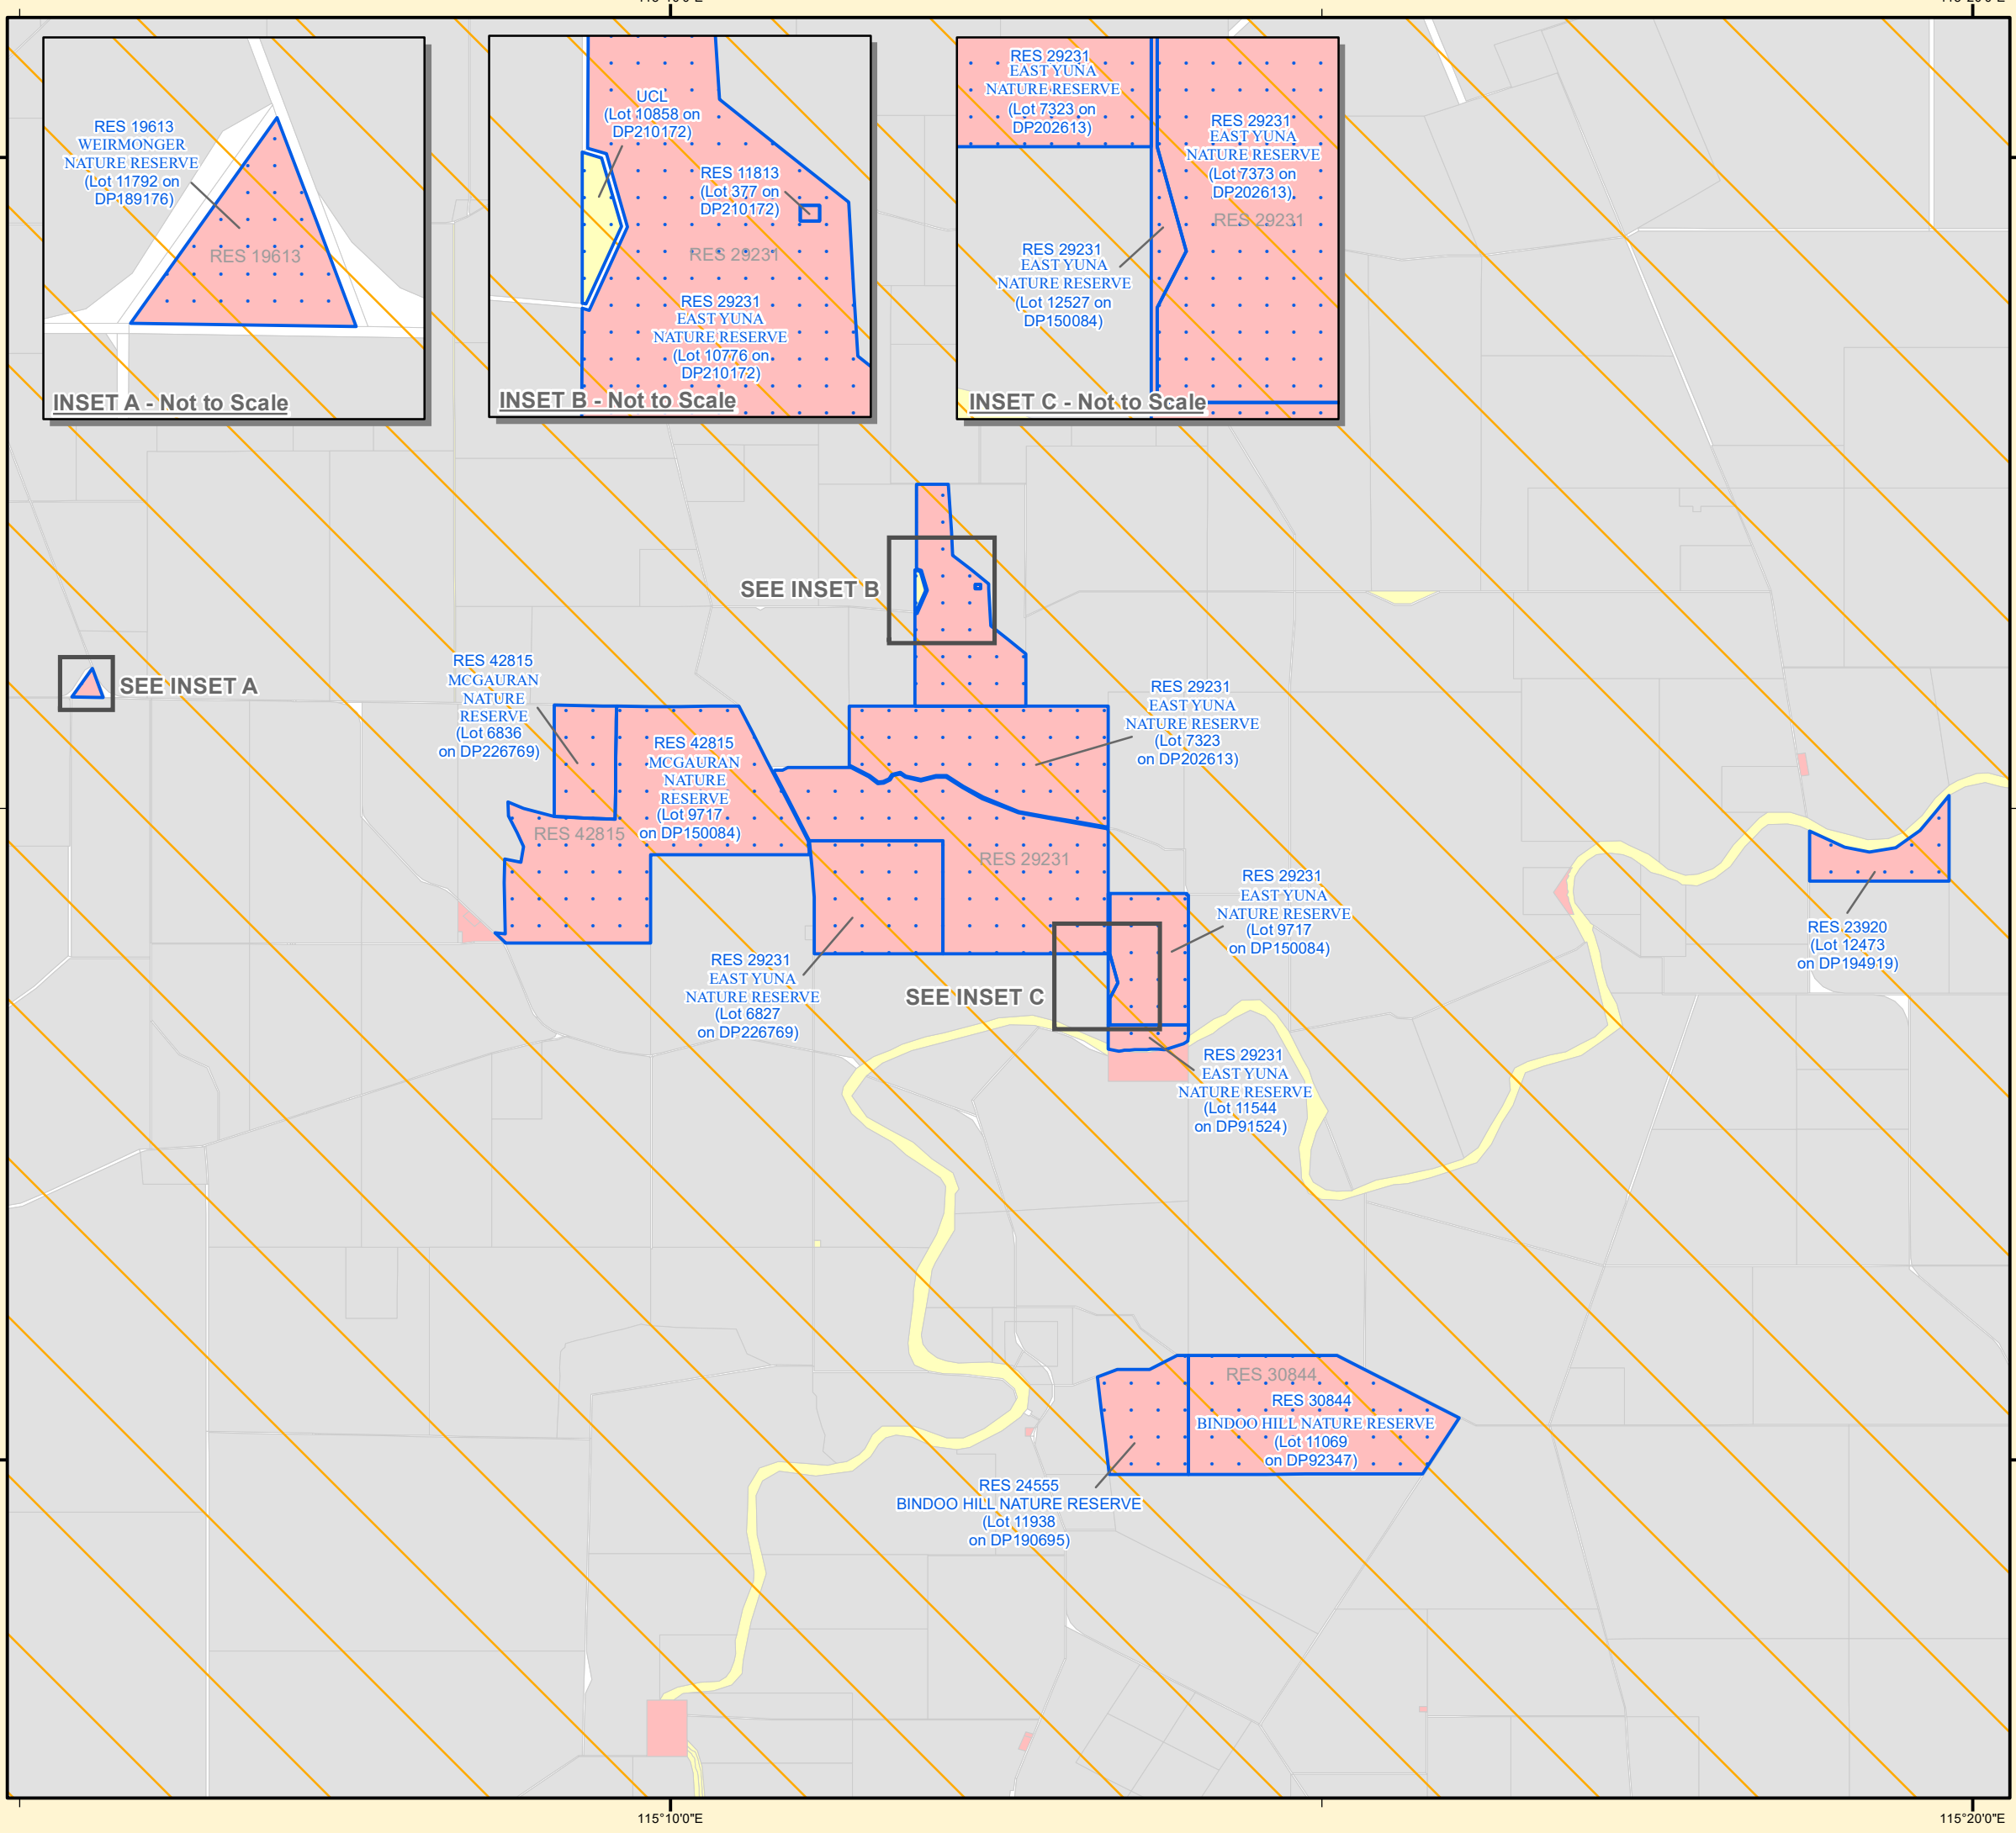 RES 19613
WEIRMONGER
NATURE RESERVE
(Lot 11792 on
DP189176)
RES 19613
INSET A - Not to Scale
UCL
(Lot 10858 on
DP210172)
RES 11813
(Lot 377 on
DP210172)
RES 29231
RES 29231
EAST YUNA
NATURE RESERVE
(Lot 10776 on
DP210172)
INSET B - Not to Scale
RES 29231
EAST YUNA
NATURE RESERVE
(Lot 7323 on
DP202613)
RES 29231
EAST YUNA
NATURE RESERVE
(Lot 7373 on
DP202613)
RES 29231
RES 29231
EAST YUNA
NATURE RESERVE
(Lot 12527 on
DP150084)
INSET C - Not to Scale
SEE INSET B
SEE INSET A
RES 42815
MCGAURAN
NATURE
RESERVE
(Lot 6836
on DP226769)
RES 42815
MCGAURAN
NATURE
RESERVE
(Lot 9717
on DP150084)
RES 42815
RES 29231
EAST YUNA
NATURE RESERVE
(Lot 7323
on DP202613)
RES 29231
RES 29231
EAST YUNA
NATURE RESERVE
(Lot 9717
on DP150084)
RES 23920
(Lot 12473
on DP194919)
RES 29231
EAST YUNA
NATURE RESERVE
(Lot 6827
on DP226769)
SEE INSET C
RES 29231
EAST YUNA
NATURE RESERVE
(Lot 11544
on DP91524)
RES 30844
RES 30844
BINDOO HILL NATURE RESERVE
(Lot 11069
on DP92347)
RES 24555
BINDOO HILL NATURE RESERVE
(Lot 11938
on DP190695)
115°10'0"E
115°20'0"E